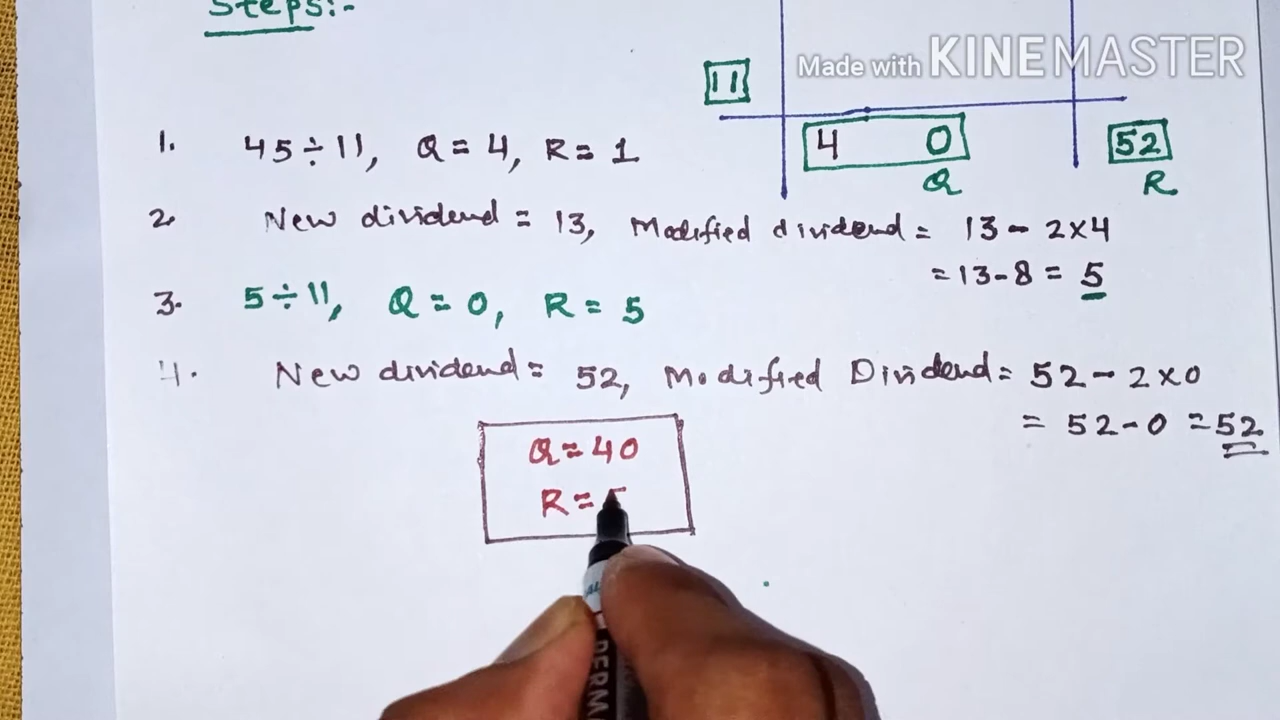 Steps:-
Made with KINEMASTER
11
4 0 52
Q R
1. 45÷11, Q = 4, R = 1
2. New dividend = 13, Modified dividend = 13 - 2×4
= 13-8 = 5
3. 5÷11, Q = 0, R = 5
4. New dividend = 52, Modified Dividend = 52 - 2×0
= 52-0 = 52
Q = 40
R = 5